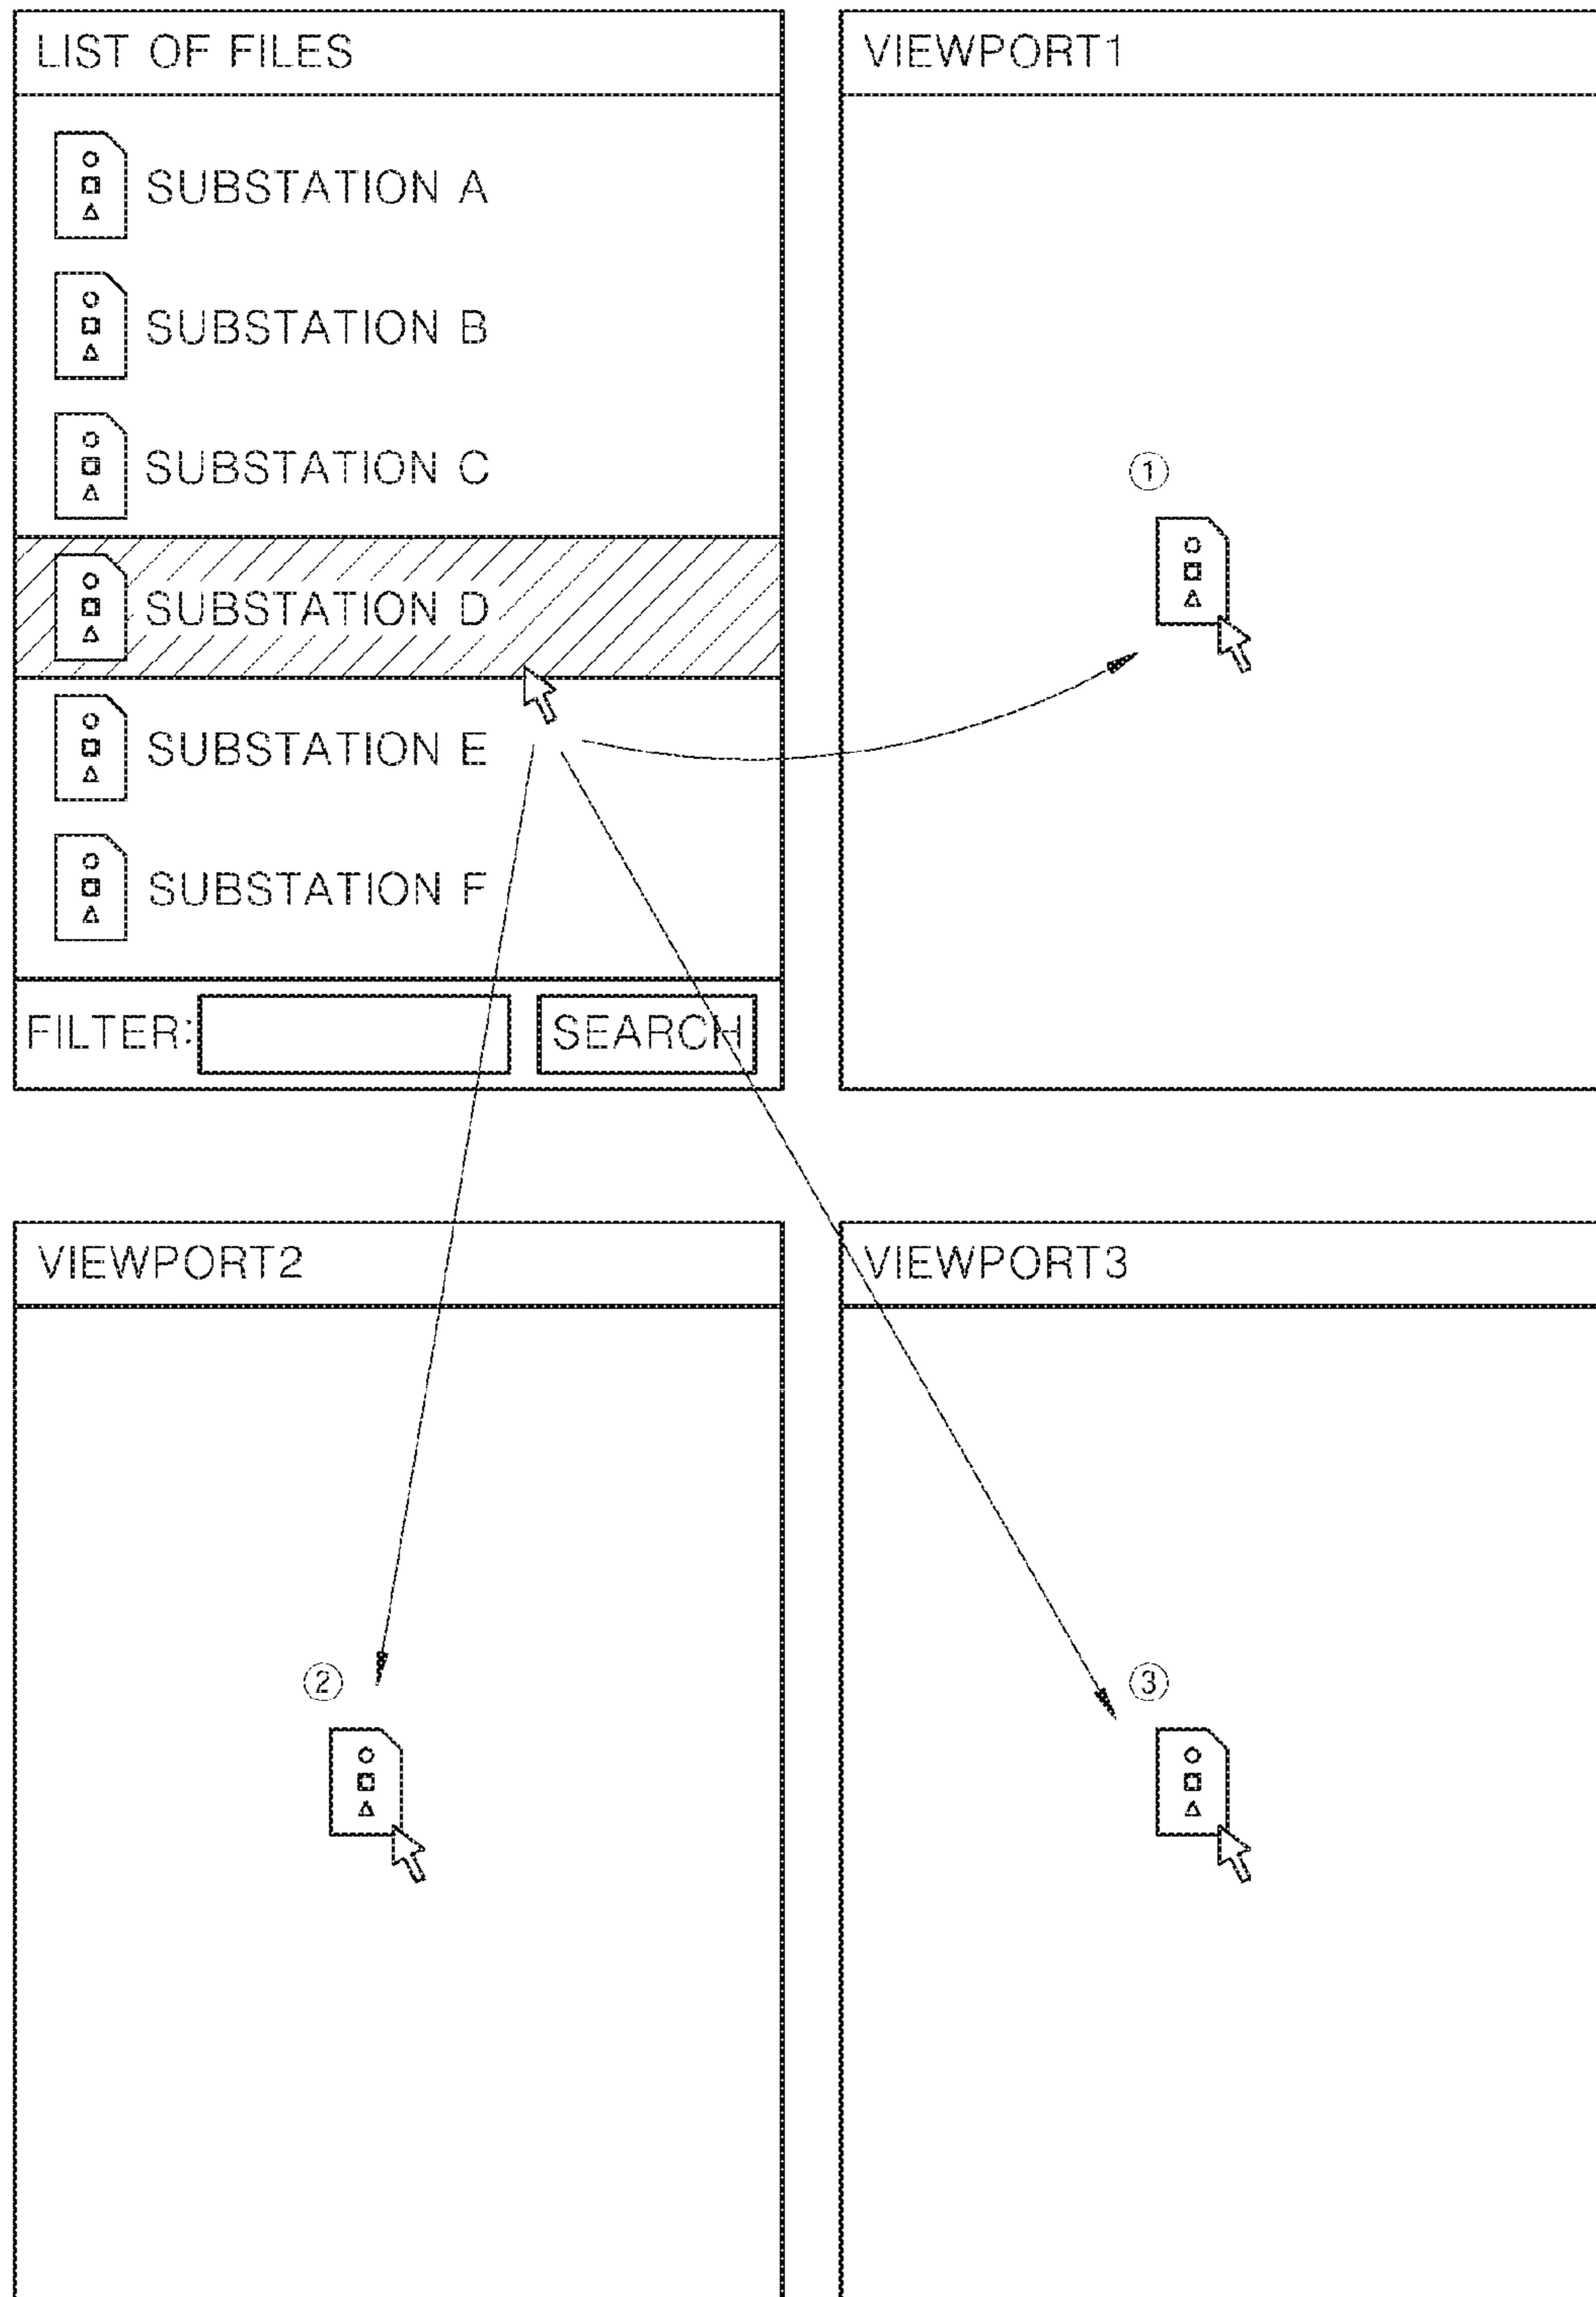 LIST OF FILES
SUBSTATION A
SUBSTATION B
SUBSTATION C
SUBSTATION D
SUBSTATION E
SUBSTATION F
FILTER:
SEARCH
VIEWPORT1
①
VIEWPORT2
②
VIEWPORT3
③